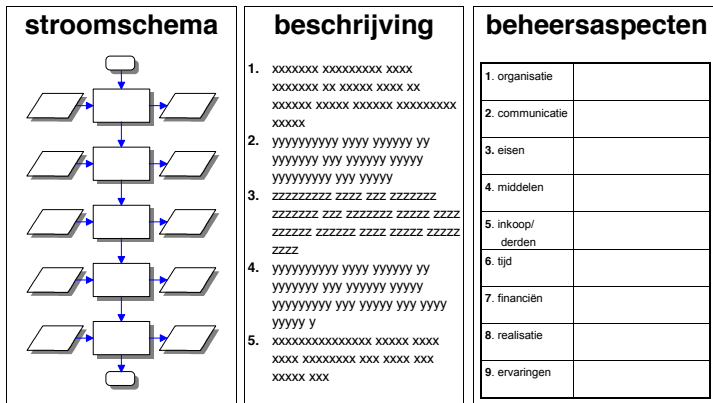 stroomschema
beschrijving
1. xxxxxxx xxxxxxxxx xxxx
xxxxxxx xx xxxxx xxxx xx
xxxxxx xxxxx xxxxxx xxxxxxxxx
xxxxx
2. yyyyyyyyyy yyyy yyyyyy yy
yyyyyyy yyy yyyyyy yyyyy
yyyyyyyyy yyy yyyyy
3. zzzzzzzzz zzzz zzz zzzzzzz
zzzzzzz zzz zzzzzzz zzzzz zzzz
zzzzzz zzzzzz zzzz zzzzz zzzzz
zzzz
4. yyyyyyyyyy yyyy yyyyyy yy
yyyyyyy yyy yyyyyy yyyyy
yyyyyyyyy yyy yyyyy yyy yyyy
yyyyy y
5. xxxxxxxxxxxxxxx xxxxx xxxx
xxxx xxxxxxxx xxx xxxx xxx
xxxxx xxx
beheersaspecten
1. organisatie
2. communicatie
3. eisen
4. middelen
5. inkoop/
derden
6. tijd
7. financiën
8. realisatie
9. ervaringen